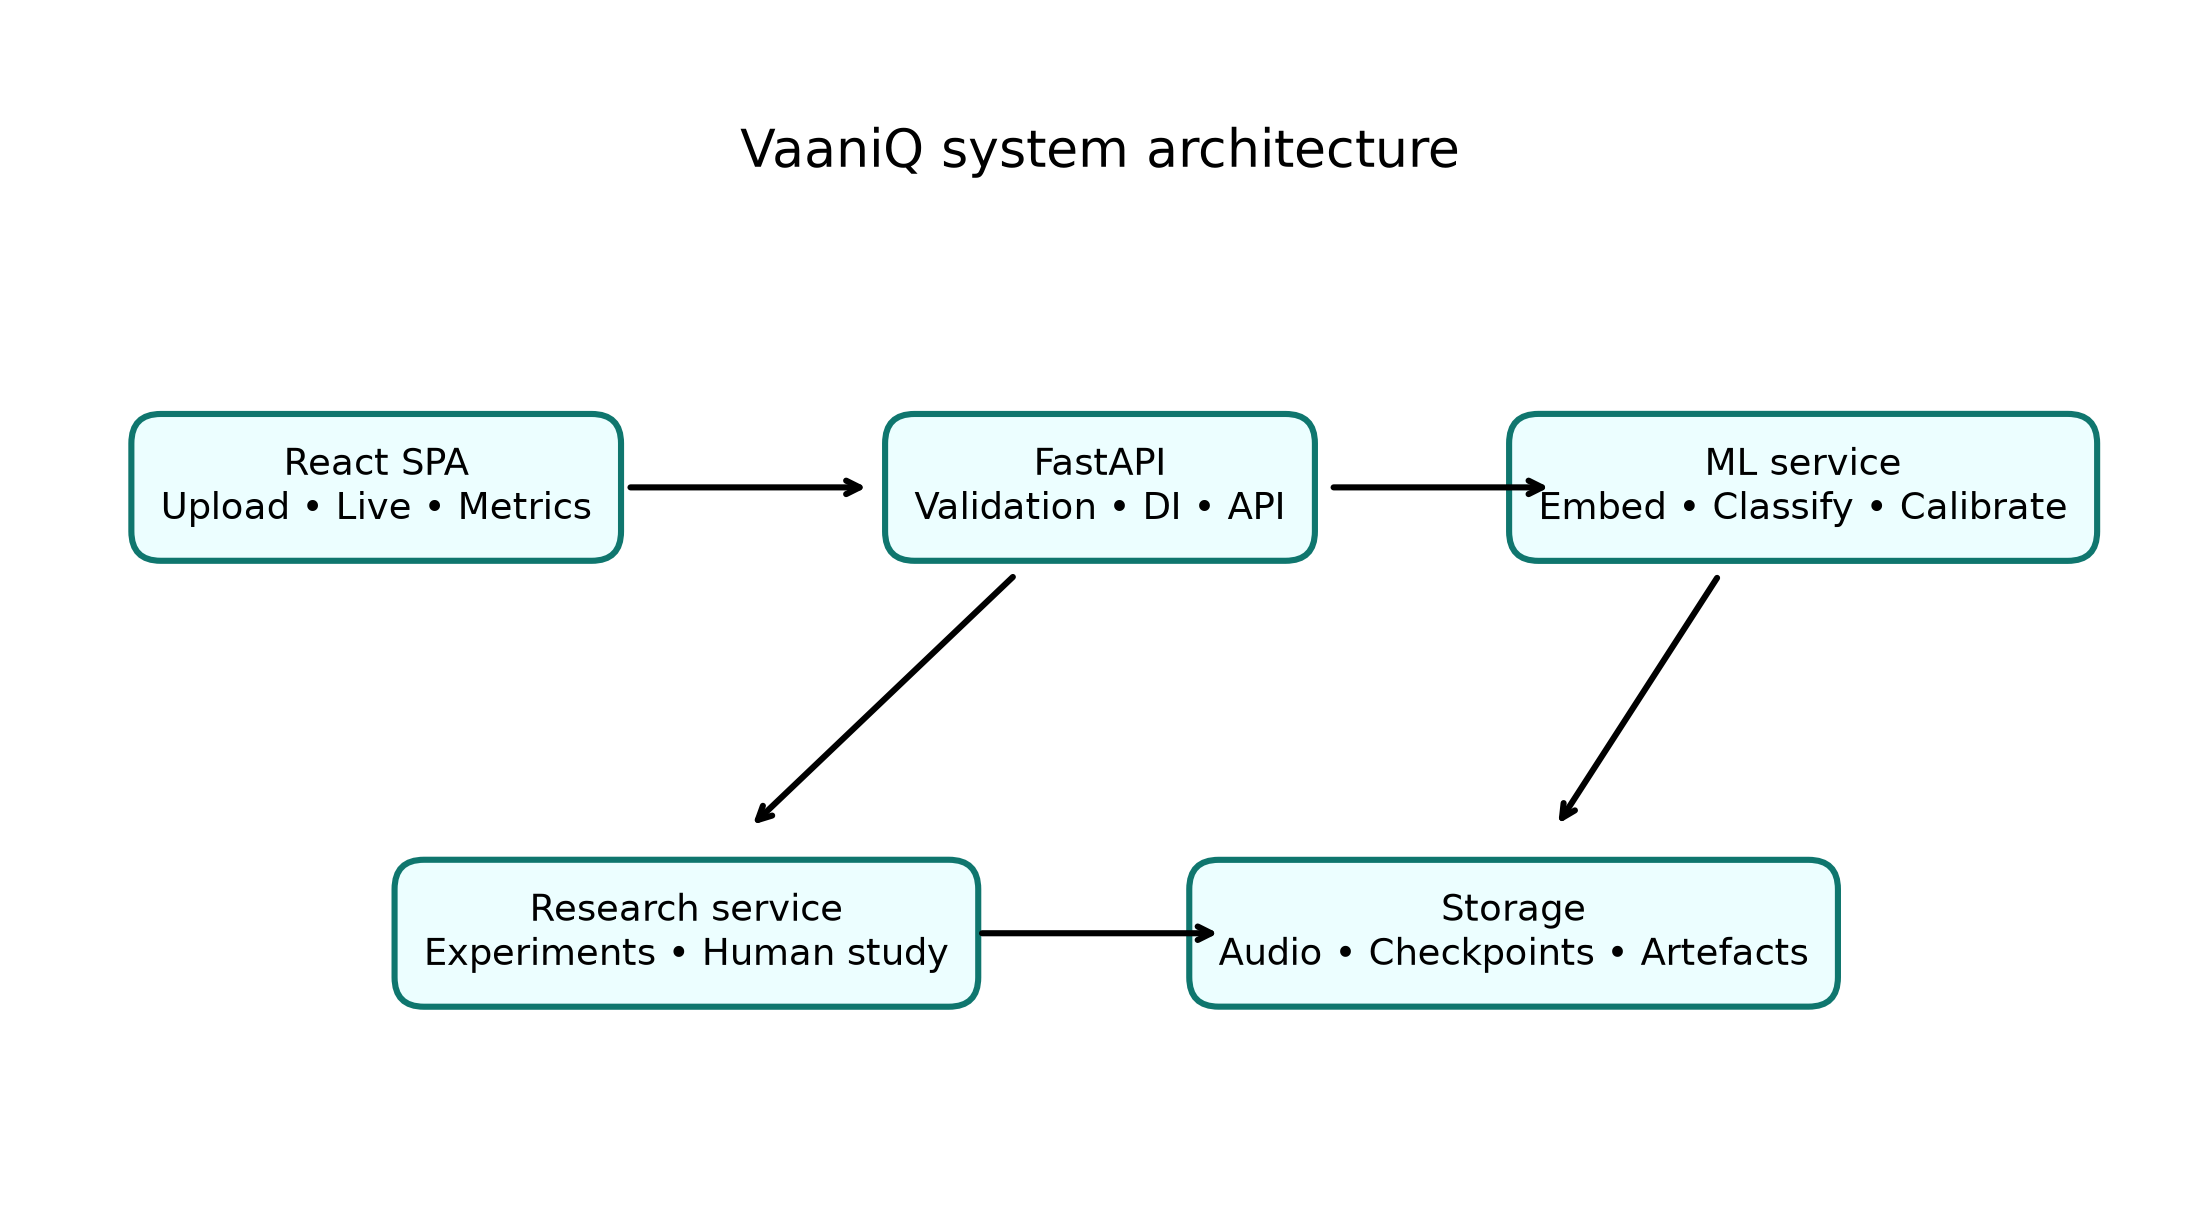 VaaniQ system architecture
React SPA
Upload • Live • Metrics
FastAPI
Validation • DI • API
ML service
Embed • Classify • Calibrate
Research service
Experiments • Human study
Storage
Audio • Checkpoints • Artefacts